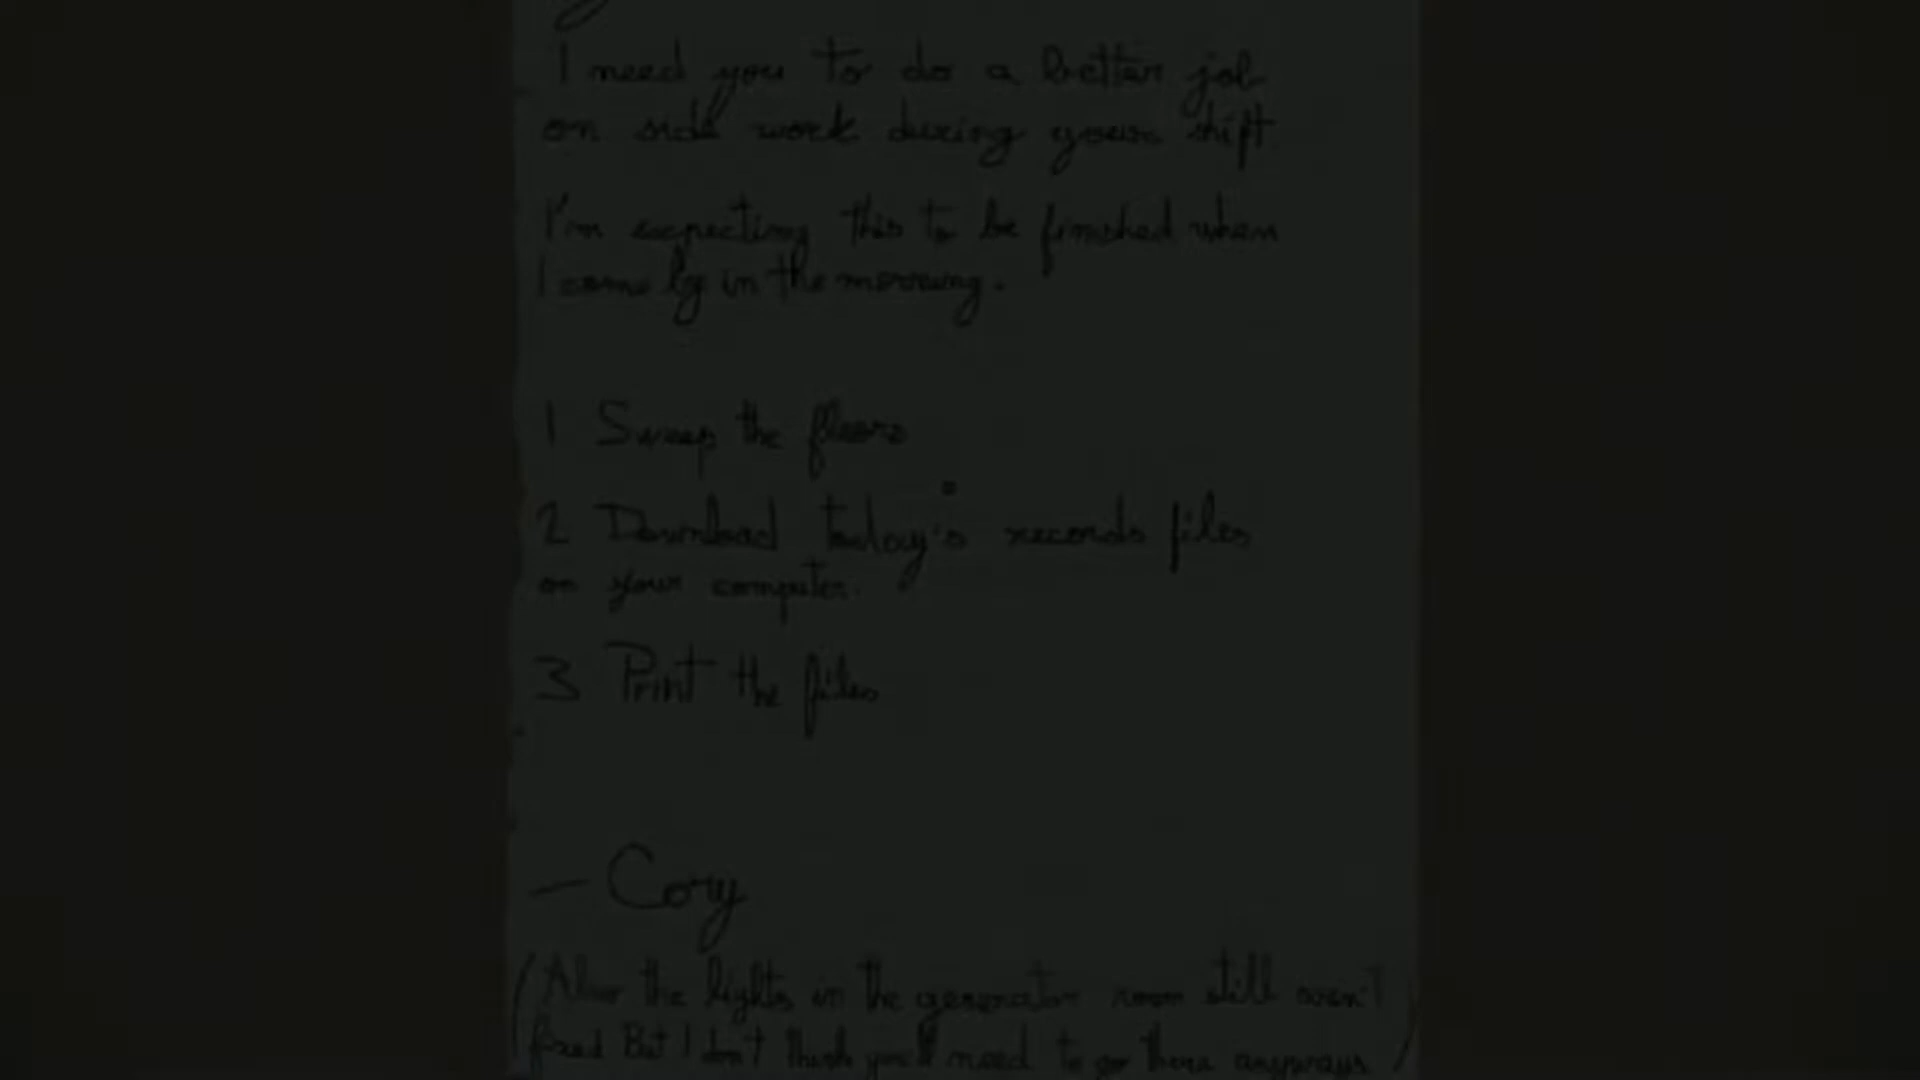 I need you to do a better job
on side work during your shift
I'm expecting this to be finished when
I come by in the morning.
1 Sweep the floors
2 Download today's records files
on your computer.
3 Print the files
— Cory
(Also the lights in the generator room still aren't
fixed But I don't think you'll need to go there anyways)